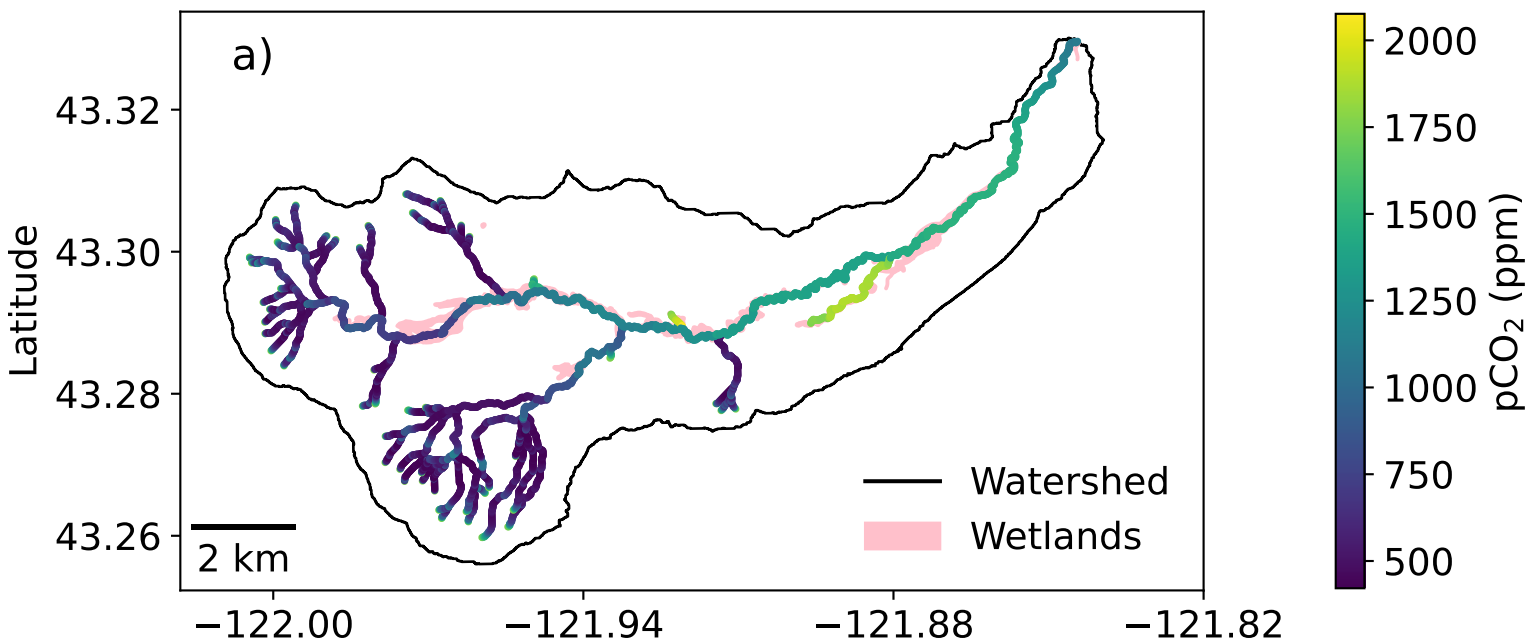 a)
43.32
43.30
43.28
43.26
Latitude
2 km
Watershed
Wetlands
−122.00
−121.94
−121.88
−121.82
2000
1750
1500
1250
1000
750
500
pCO₂ (ppm)